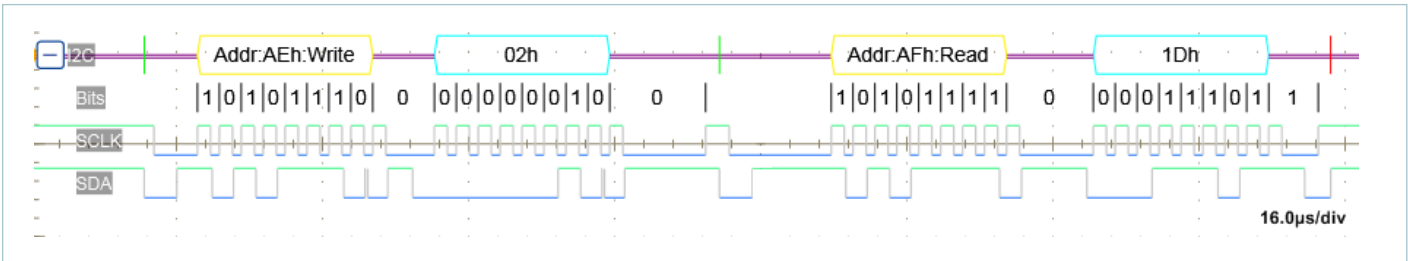 I2C Addr:AEh:Write 02h Addr:AFh:Read 1Dh
Bits 1 0 1 0 1 1 1 0 0 0 0 0 0 0 0 1 0 0 1 0 1 0 1 1 1 1 0 0 0 0 1 1 1 0 1 1
SCLK
SDA
16.0µs/div